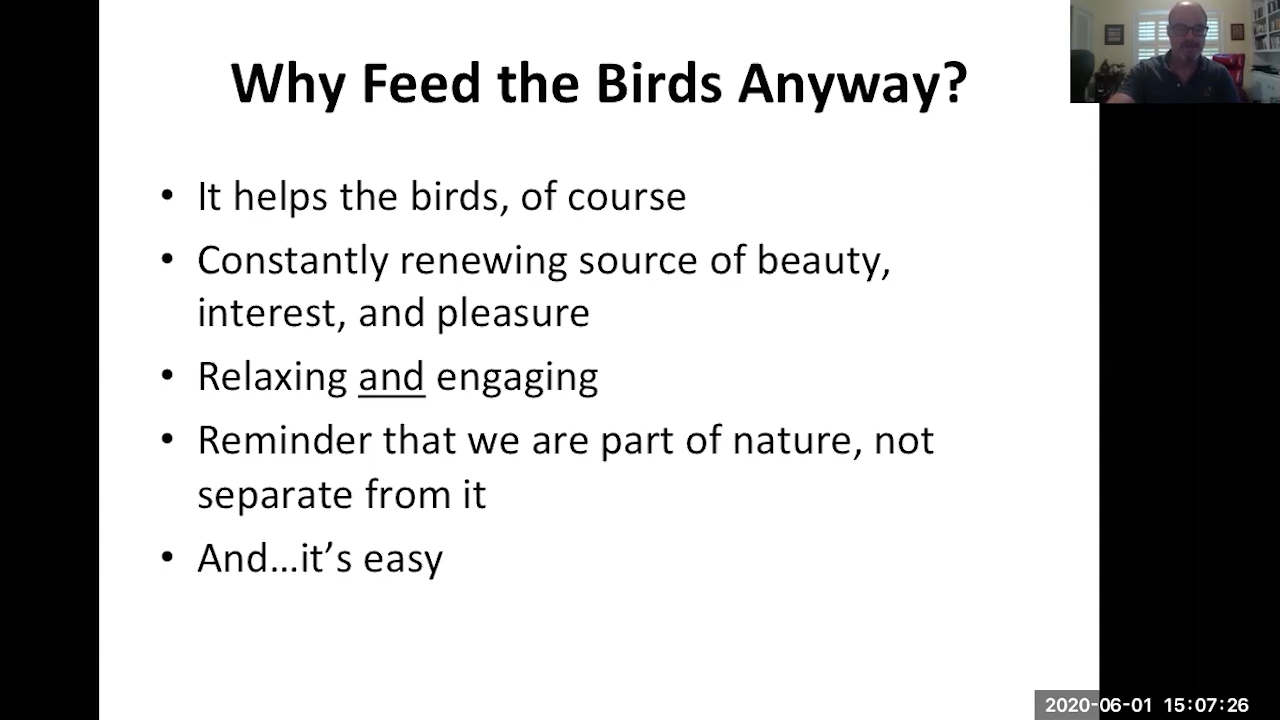 Why Feed the Birds Anyway?
• It helps the birds, of course
• Constantly renewing source of beauty,
interest, and pleasure
• Relaxing and engaging
• Reminder that we are part of nature, not
separate from it
• And…it’s easy
2020-06-01 15:07:26